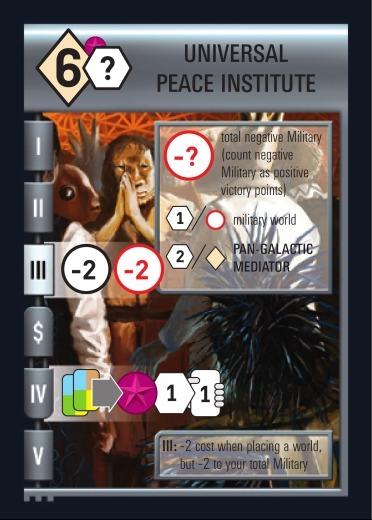 6 ?
UNIVERSAL
PEACE INSTITUTE
I
-? total negative Military
(count negative
Military as positive
victory points)
II
1 / military world
2 / PAN-GALACTIC
MEDIATOR
III -2 -2
$
IV 1 1
V
III: -2 cost when placing a world,
but -2 to your total Military